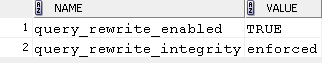 NAME VALUE
1 query_rewrite_enabled TRUE
2 query_rewrite_integrity enforced